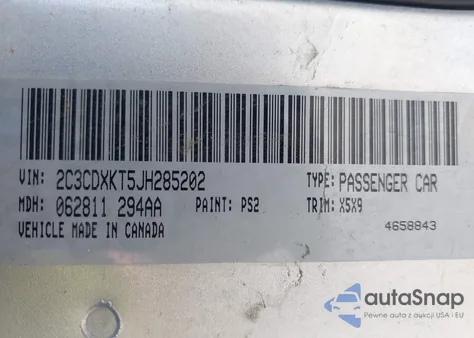 VIN: 2C3CDXKT5JH285202 TYPE: PASSENGER CAR
MDH: 062811 294AA PAINT: PS2 TRIM: X5X9
VEHICLE MADE IN CANADA 4658843
autoSnap
Pewne auta z aukcji USA i EU